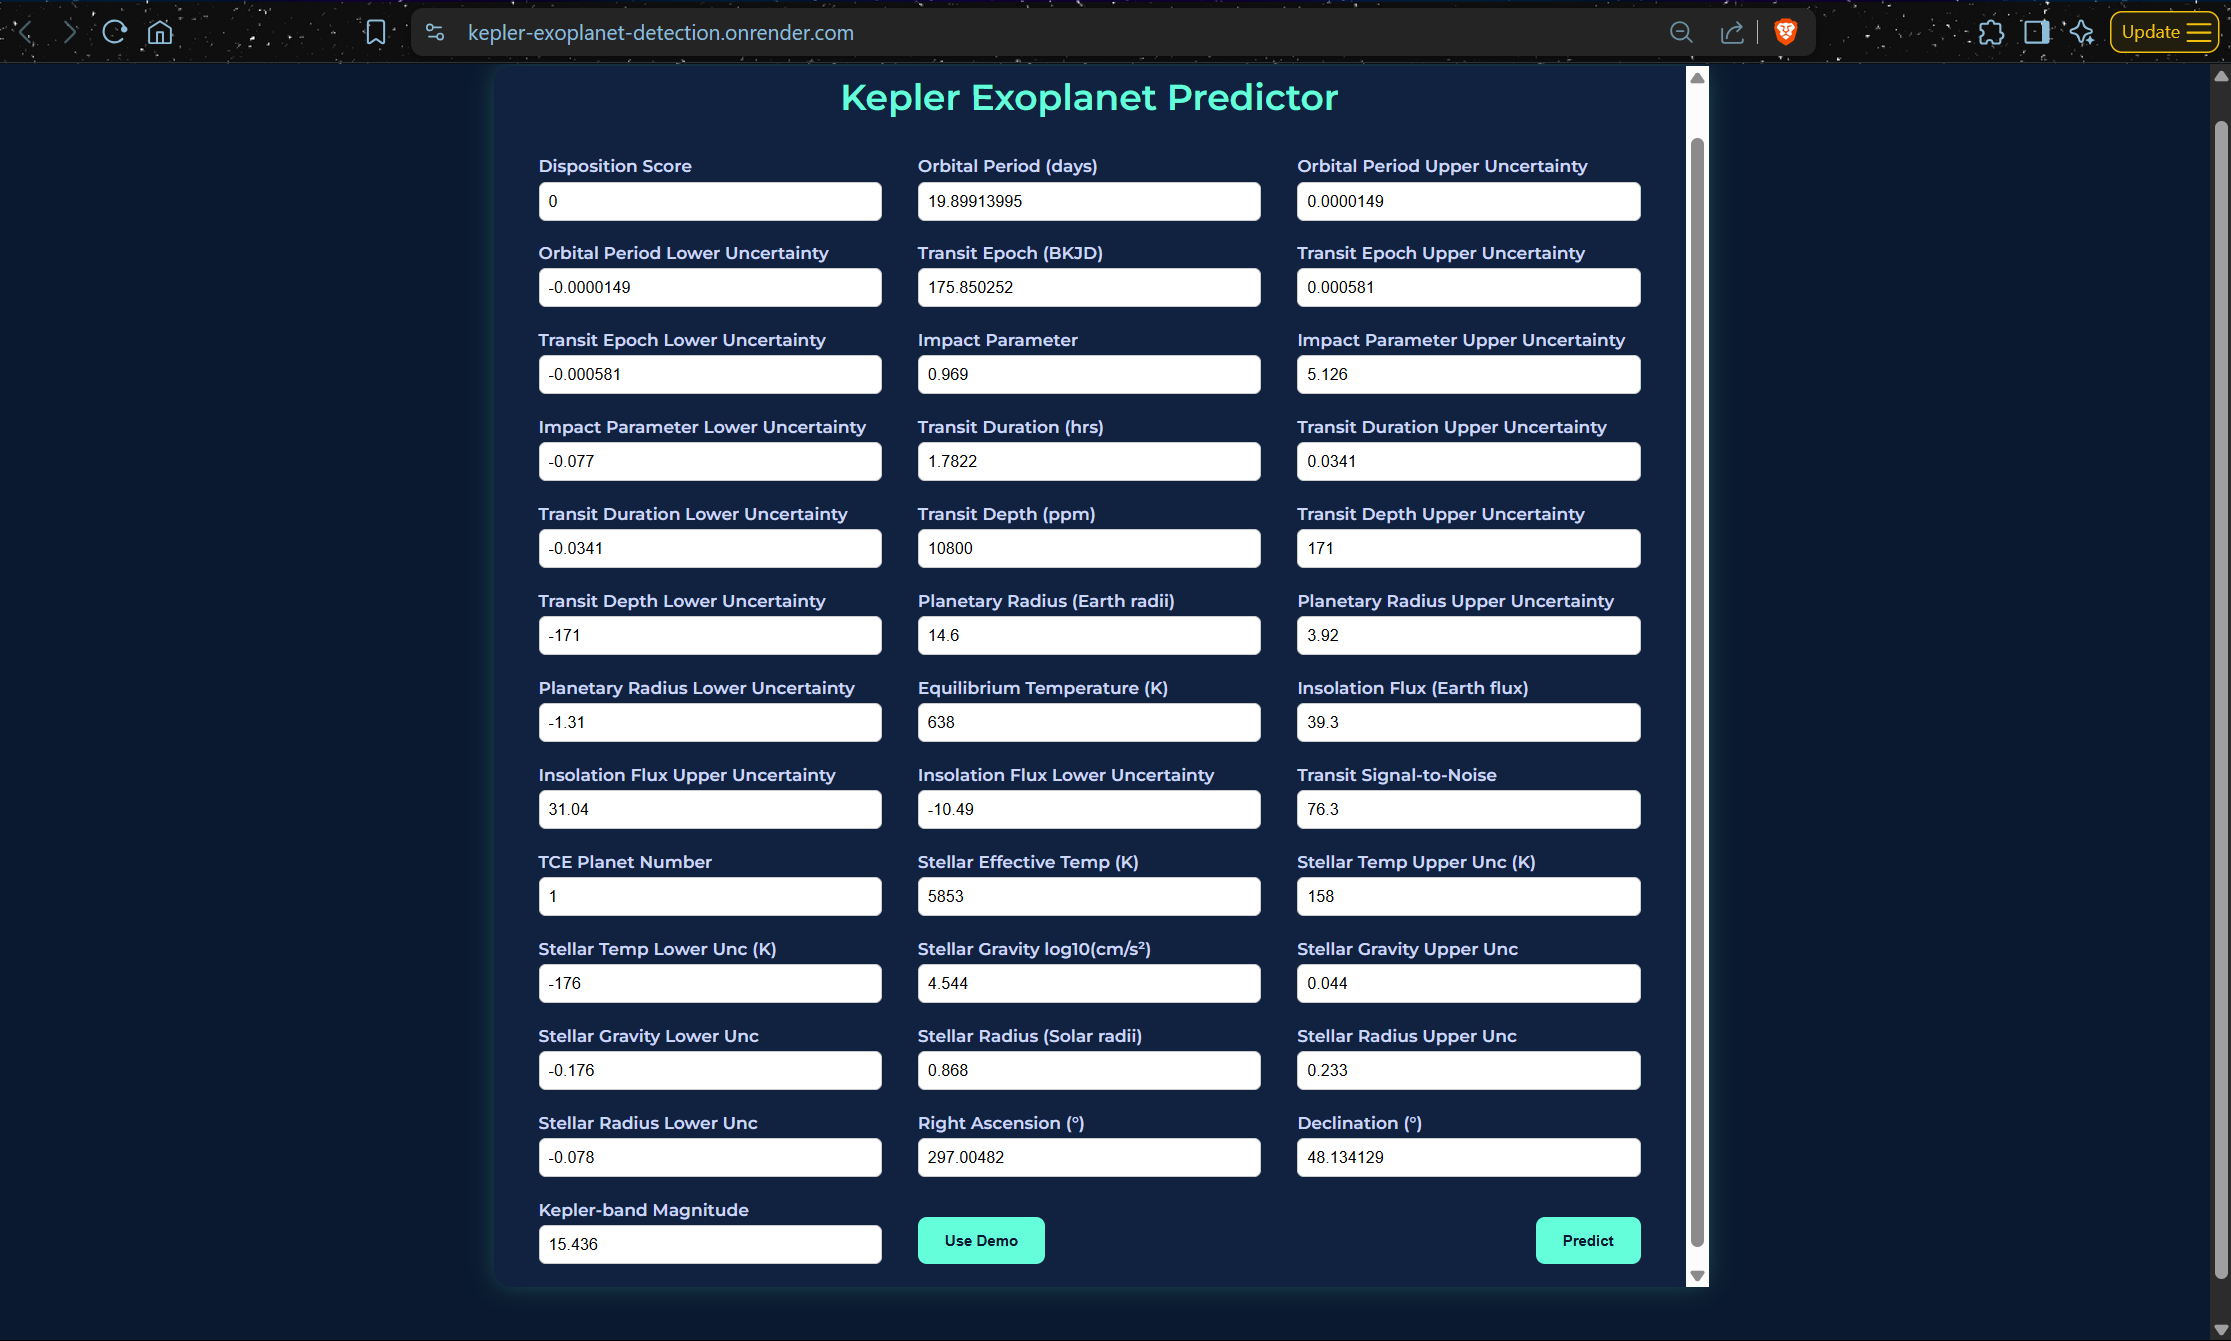 kepler-exoplanet-detection.onrender.com
Update
Kepler Exoplanet Predictor
Disposition Score
0
Orbital Period (days)
19.89913995
Orbital Period Upper Uncertainty
0.0000149
Orbital Period Lower Uncertainty
-0.0000149
Transit Epoch (BKJD)
175.850252
Transit Epoch Upper Uncertainty
0.000581
Transit Epoch Lower Uncertainty
-0.000581
Impact Parameter
0.969
Impact Parameter Upper Uncertainty
5.126
Impact Parameter Lower Uncertainty
-0.077
Transit Duration (hrs)
1.7822
Transit Duration Upper Uncertainty
0.0341
Transit Duration Lower Uncertainty
-0.0341
Transit Depth (ppm)
10800
Transit Depth Upper Uncertainty
171
Transit Depth Lower Uncertainty
-171
Planetary Radius (Earth radii)
14.6
Planetary Radius Upper Uncertainty
3.92
Planetary Radius Lower Uncertainty
-1.31
Equilibrium Temperature (K)
638
Insolation Flux (Earth flux)
39.3
Insolation Flux Upper Uncertainty
31.04
Insolation Flux Lower Uncertainty
-10.49
Transit Signal-to-Noise
76.3
TCE Planet Number
1
Stellar Effective Temp (K)
5853
Stellar Temp Upper Unc (K)
158
Stellar Temp Lower Unc (K)
-176
Stellar Gravity log10(cm/s²)
4.544
Stellar Gravity Upper Unc
0.044
Stellar Gravity Lower Unc
-0.176
Stellar Radius (Solar radii)
0.868
Stellar Radius Upper Unc
0.233
Stellar Radius Lower Unc
-0.078
Right Ascension (°)
297.00482
Declination (°)
48.134129
Kepler-band Magnitude
15.436
Use Demo
Predict